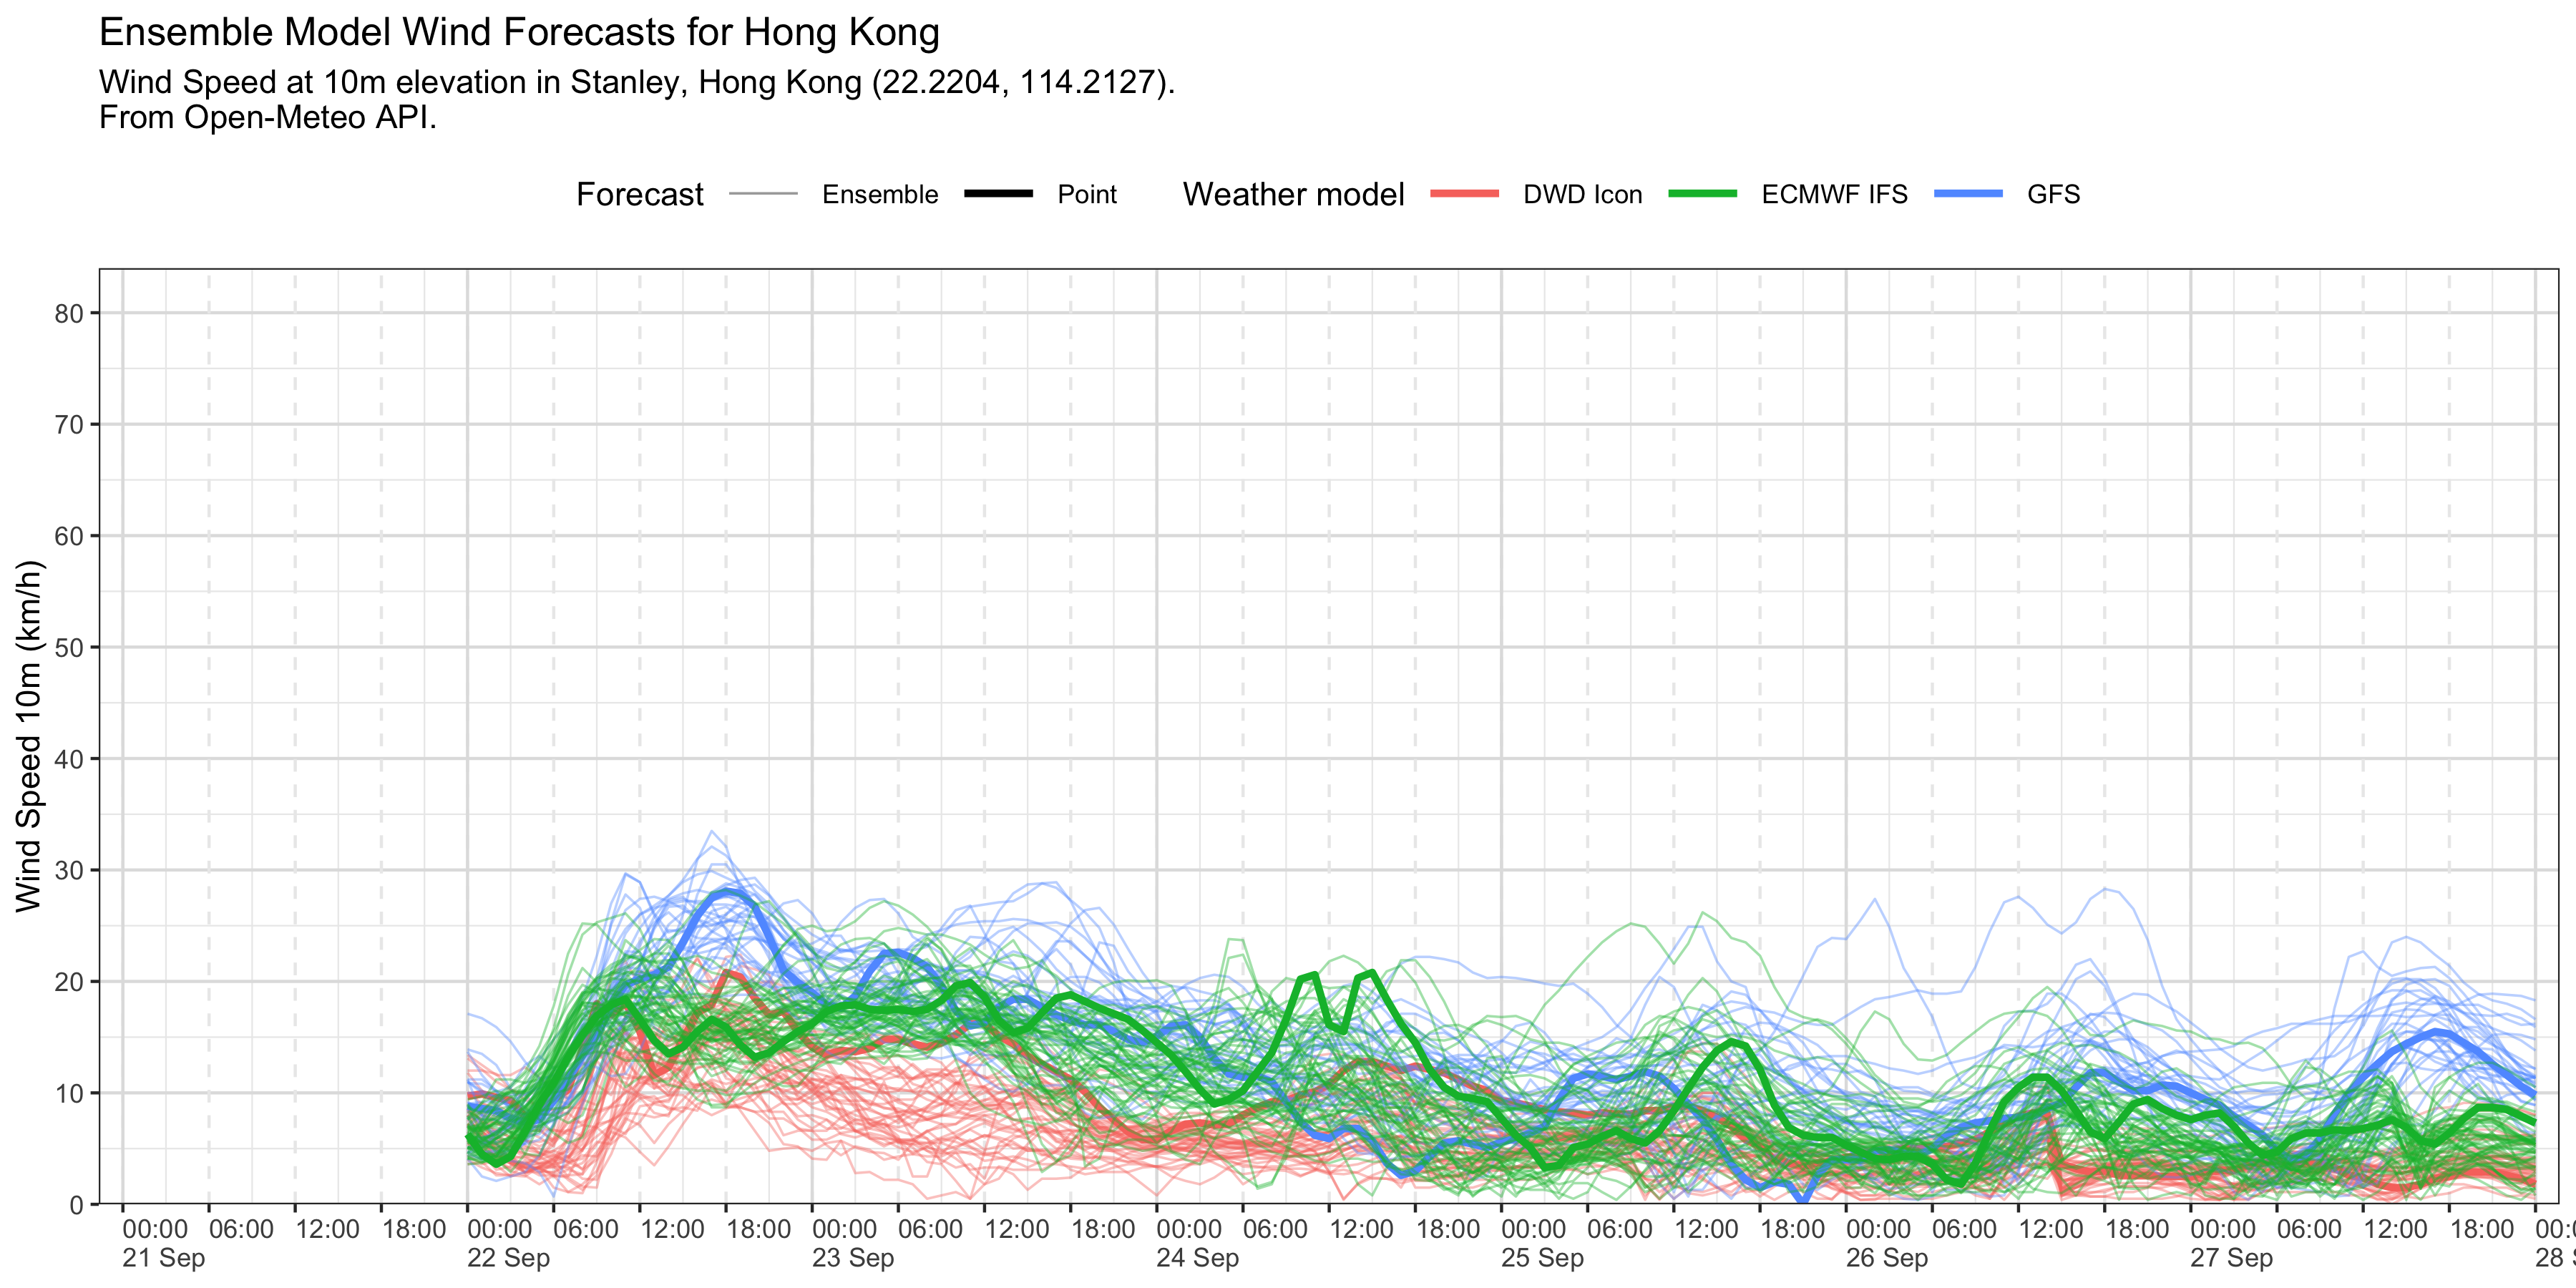 Ensemble Model Wind Forecasts for Hong Kong
Wind Speed at 10m elevation in Stanley, Hong Kong (22.2204, 114.2127).
From Open-Meteo API.
Forecast Ensemble Point Weather model DWD Icon ECMWF IFS GFS
Wind Speed 10m (km/h)
80
70
60
50
40
30
20
10
0
00:00 06:00 12:00 18:00 00:00 06:00 12:00 18:00 00:00 06:00 12:00 18:00 00:00 06:00 12:00 18:00 00:00 06:00 12:00 18:00 00:00 06:00 12:00 18:00 00:00 06:00 12:00 18:00
21 Sep 22 Sep 23 Sep 24 Sep 25 Sep 26 Sep 27 Sep 28